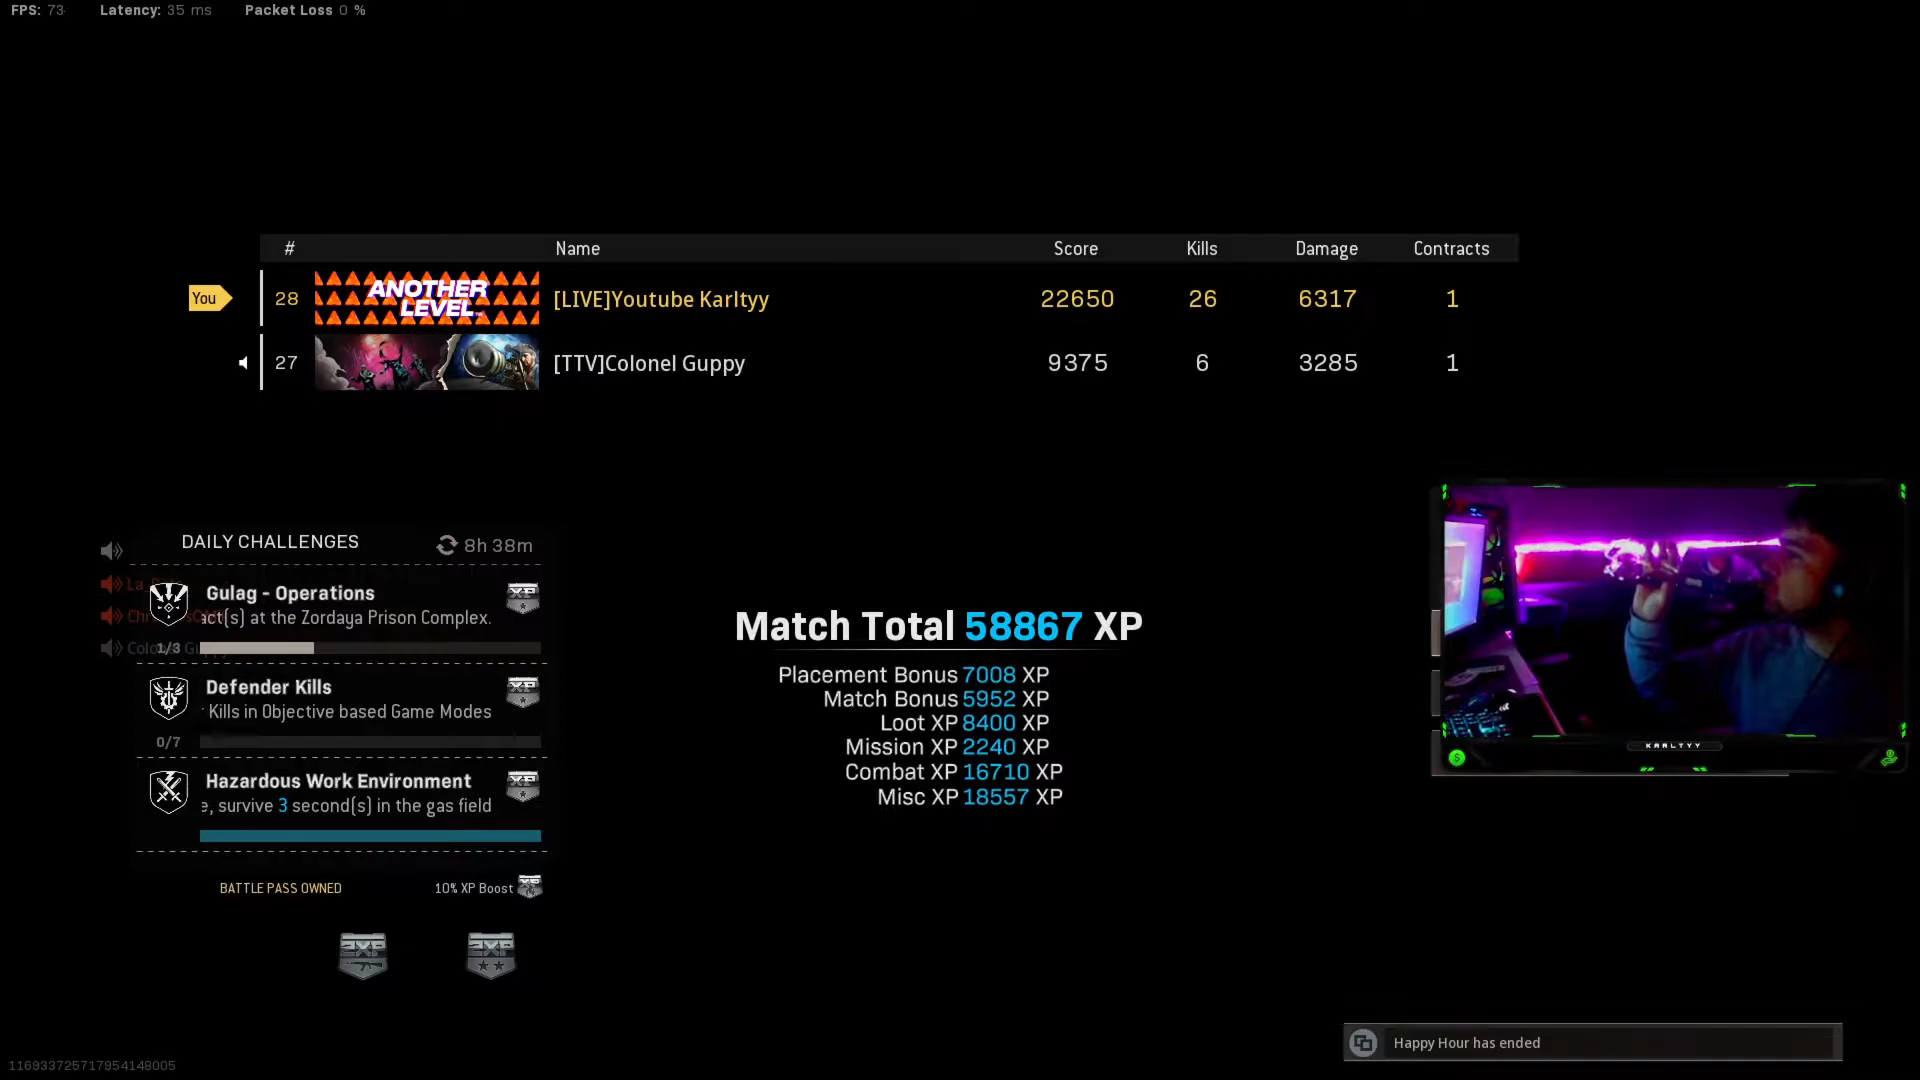 FPS: 73 Latency: 35 ms Packet Loss 0 %
# Name Score Kills Damage Contracts
You 28 ANOTHER LEVEL [LIVE]Youtube Karltyy 22650 26 6317 1
27 [TTV]Colonel Guppy 9375 6 3285 1
DAILY CHALLENGES 8h 38m
Gulag - Operations
act(s) at the Zordaya Prison Complex.
1/3
Defender Kills
Kills in Objective based Game Modes
0/7
Hazardous Work Environment
e, survive 3 second(s) in the gas field
BATTLE PASS OWNED 10% XP Boost
2XP 2XP
Match Total 58867 XP
Placement Bonus 7008 XP
Match Bonus 5952 XP
Loot XP 8400 XP
Mission XP 2240 XP
Combat XP 16710 XP
Misc XP 18557 XP
KARLTYY
Happy Hour has ended
116933725717954148005